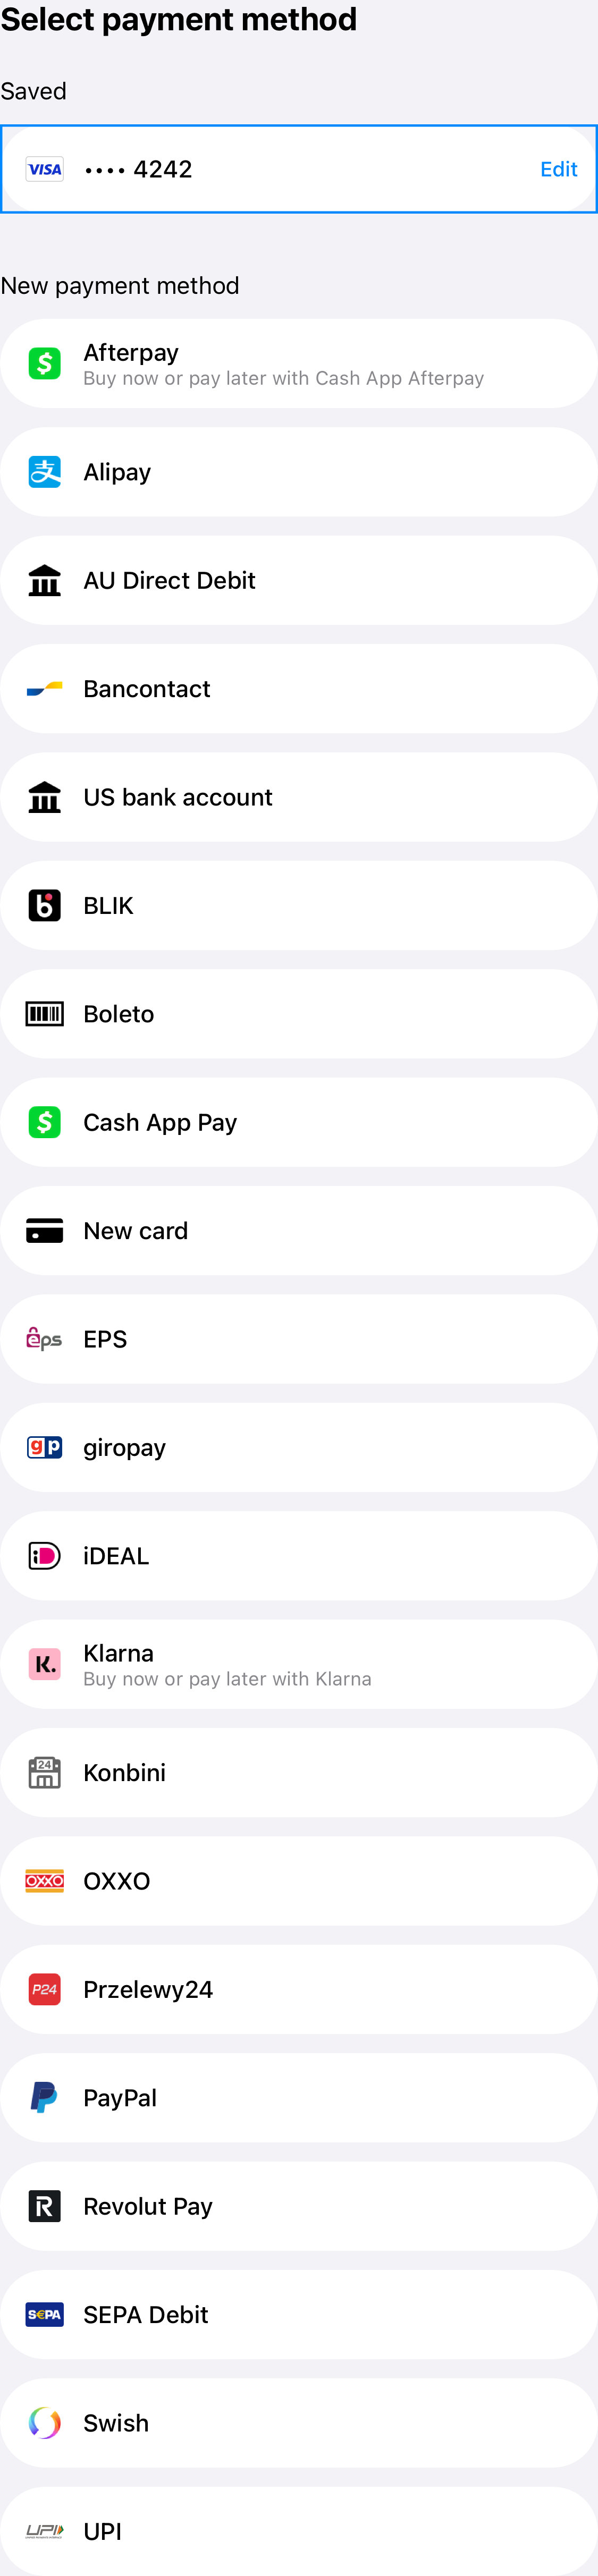 Select payment method
Saved
VISA •••• 4242 Edit
New payment method
Afterpay
Buy now or pay later with Cash App Afterpay
支 Alipay
AU Direct Debit
Bancontact
US bank account
BLIK
Boleto
$ Cash App Pay
New card
eps EPS
gp giropay
iD iDEAL
K. Klarna
Buy now or pay later with Klarna
24 Konbini
OXXO OXXO
P24 Przelewy24
PayPal
R Revolut Pay
S€PA SEPA Debit
Swish
UPI UPI